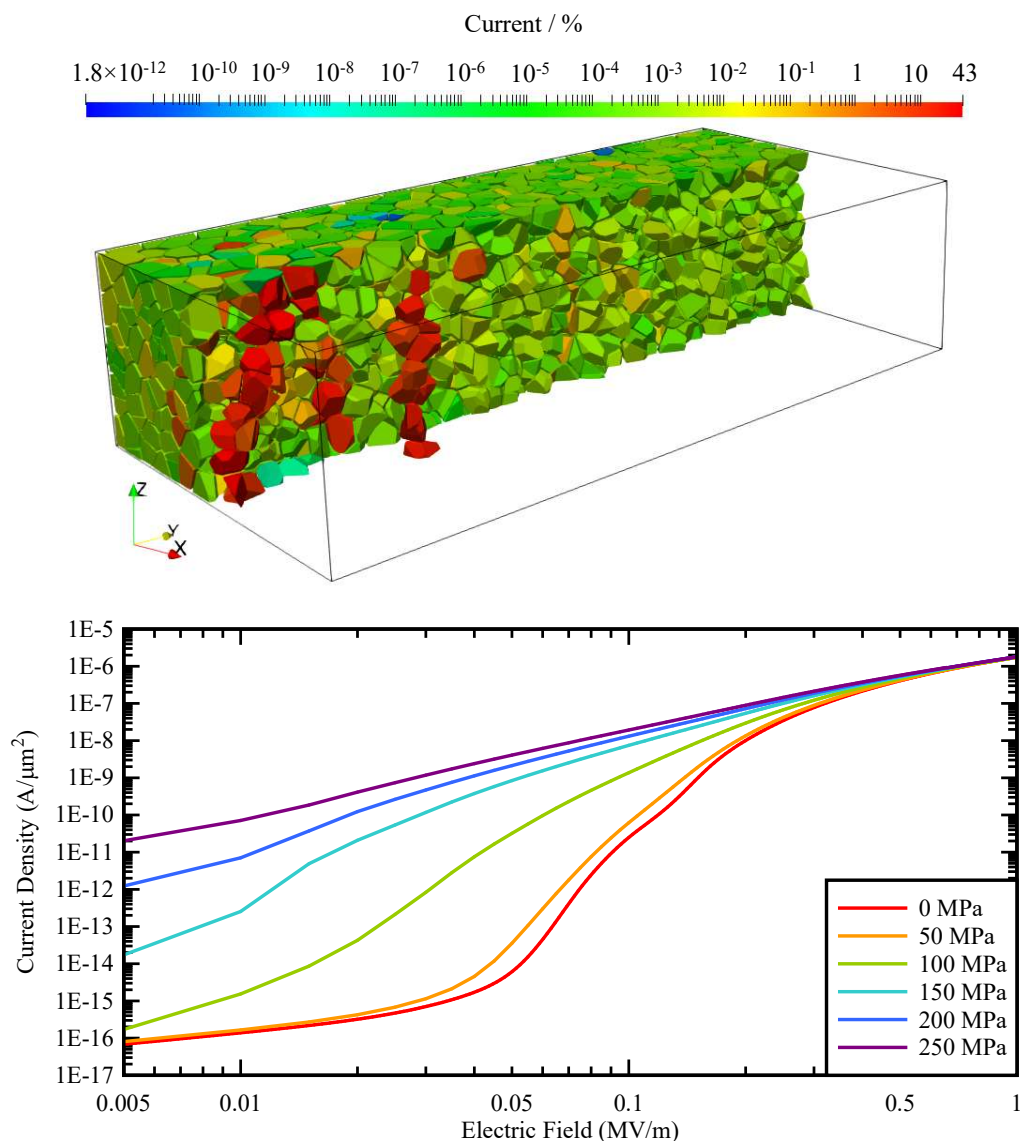 Current / %
1.8×10⁻¹² 10⁻¹⁰ 10⁻⁹ 10⁻⁸ 10⁻⁷ 10⁻⁶ 10⁻⁵ 10⁻⁴ 10⁻³ 10⁻² 10⁻¹ 1 10 43
Z
Y
X
1E-5
1E-6
1E-7
1E-8
1E-9
1E-10
1E-11
1E-12
1E-13
1E-14
1E-15
1E-16
1E-17
Current Density (A/μm²)
0 MPa
50 MPa
100 MPa
150 MPa
200 MPa
250 MPa
0.005 0.01 0.05 0.1 0.5 1
Electric Field (MV/m)